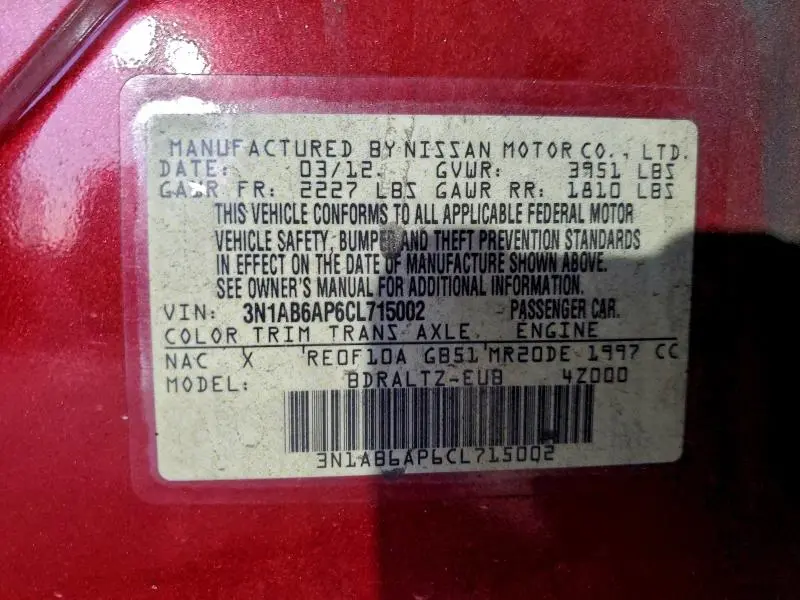 MANUFACTURED BY NISSAN MOTOR CO., LTD.
DATE: 03/12 GVWR: 3951 LBS
GAWR FR: 2227 LBS GAWR RR: 1810 LBS
THIS VEHICLE CONFORMS TO ALL APPLICABLE FEDERAL MOTOR
VEHICLE SAFETY, BUMPER AND THEFT PREVENTION STANDARDS
IN EFFECT ON THE DATE OF MANUFACTURE SHOWN ABOVE.
SEE OWNER'S MANUAL FOR ADDITIONAL INFORMATION.
VIN: 3N1AB6AP6CL715002 PASSENGER CAR.
COLOR TRIM TRANS AXLE ENGINE
NAC X RE0F10A GB51 MR20DE 1997 CC
MODEL: BDRALTZ-EUB 4Z000
3N1AB6AP6CL715002